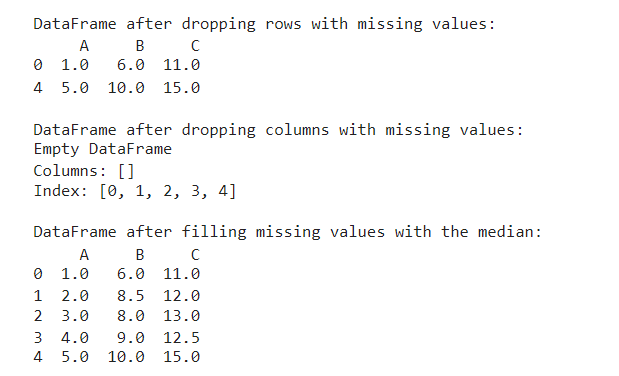 DataFrame after dropping rows with missing values:
     A     B     C
0  1.0   6.0  11.0
4  5.0  10.0  15.0
DataFrame after dropping columns with missing values:
Empty DataFrame
Columns: []
Index: [0, 1, 2, 3, 4]
DataFrame after filling missing values with the median:
     A     B     C
0  1.0   6.0  11.0
1  2.0   8.5  12.0
2  3.0   8.0  13.0
3  4.0   9.0  12.5
4  5.0  10.0  15.0